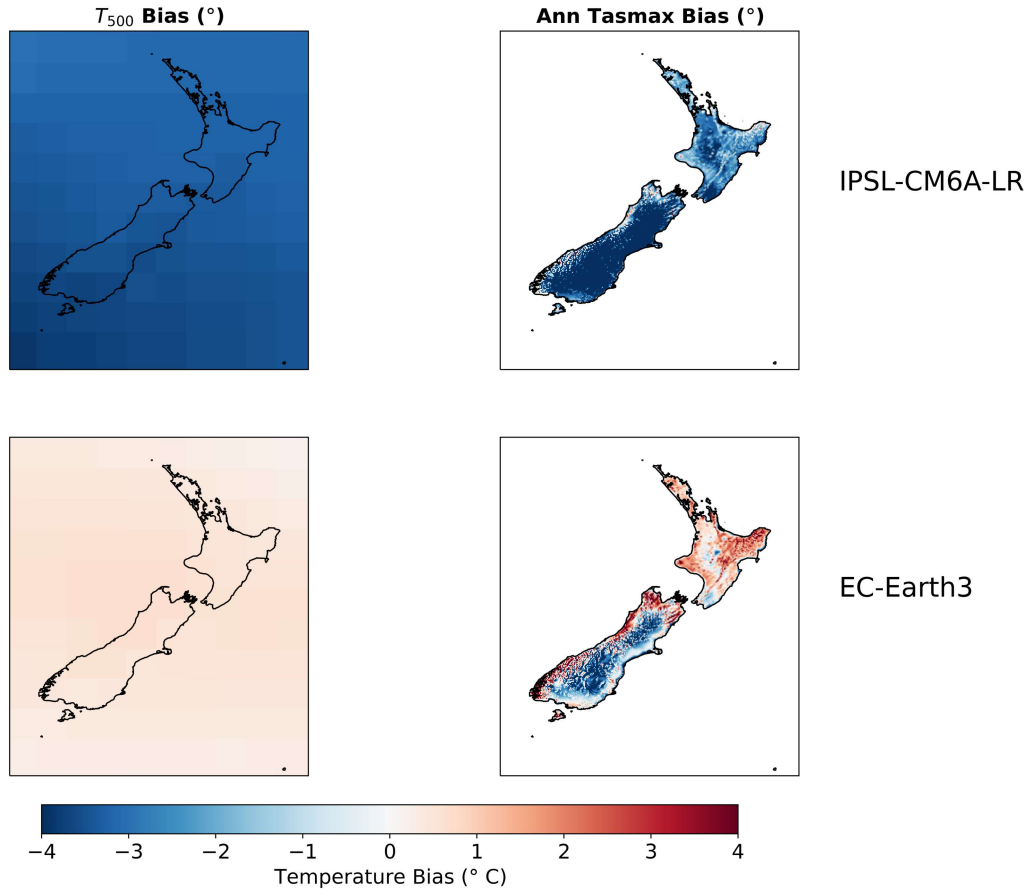 T500 Bias (°)
Ann Tasmax Bias (°)
IPSL-CM6A-LR
EC-Earth3
−4 −3 −2 −1 0 1 2 3 4
Temperature Bias (° C)